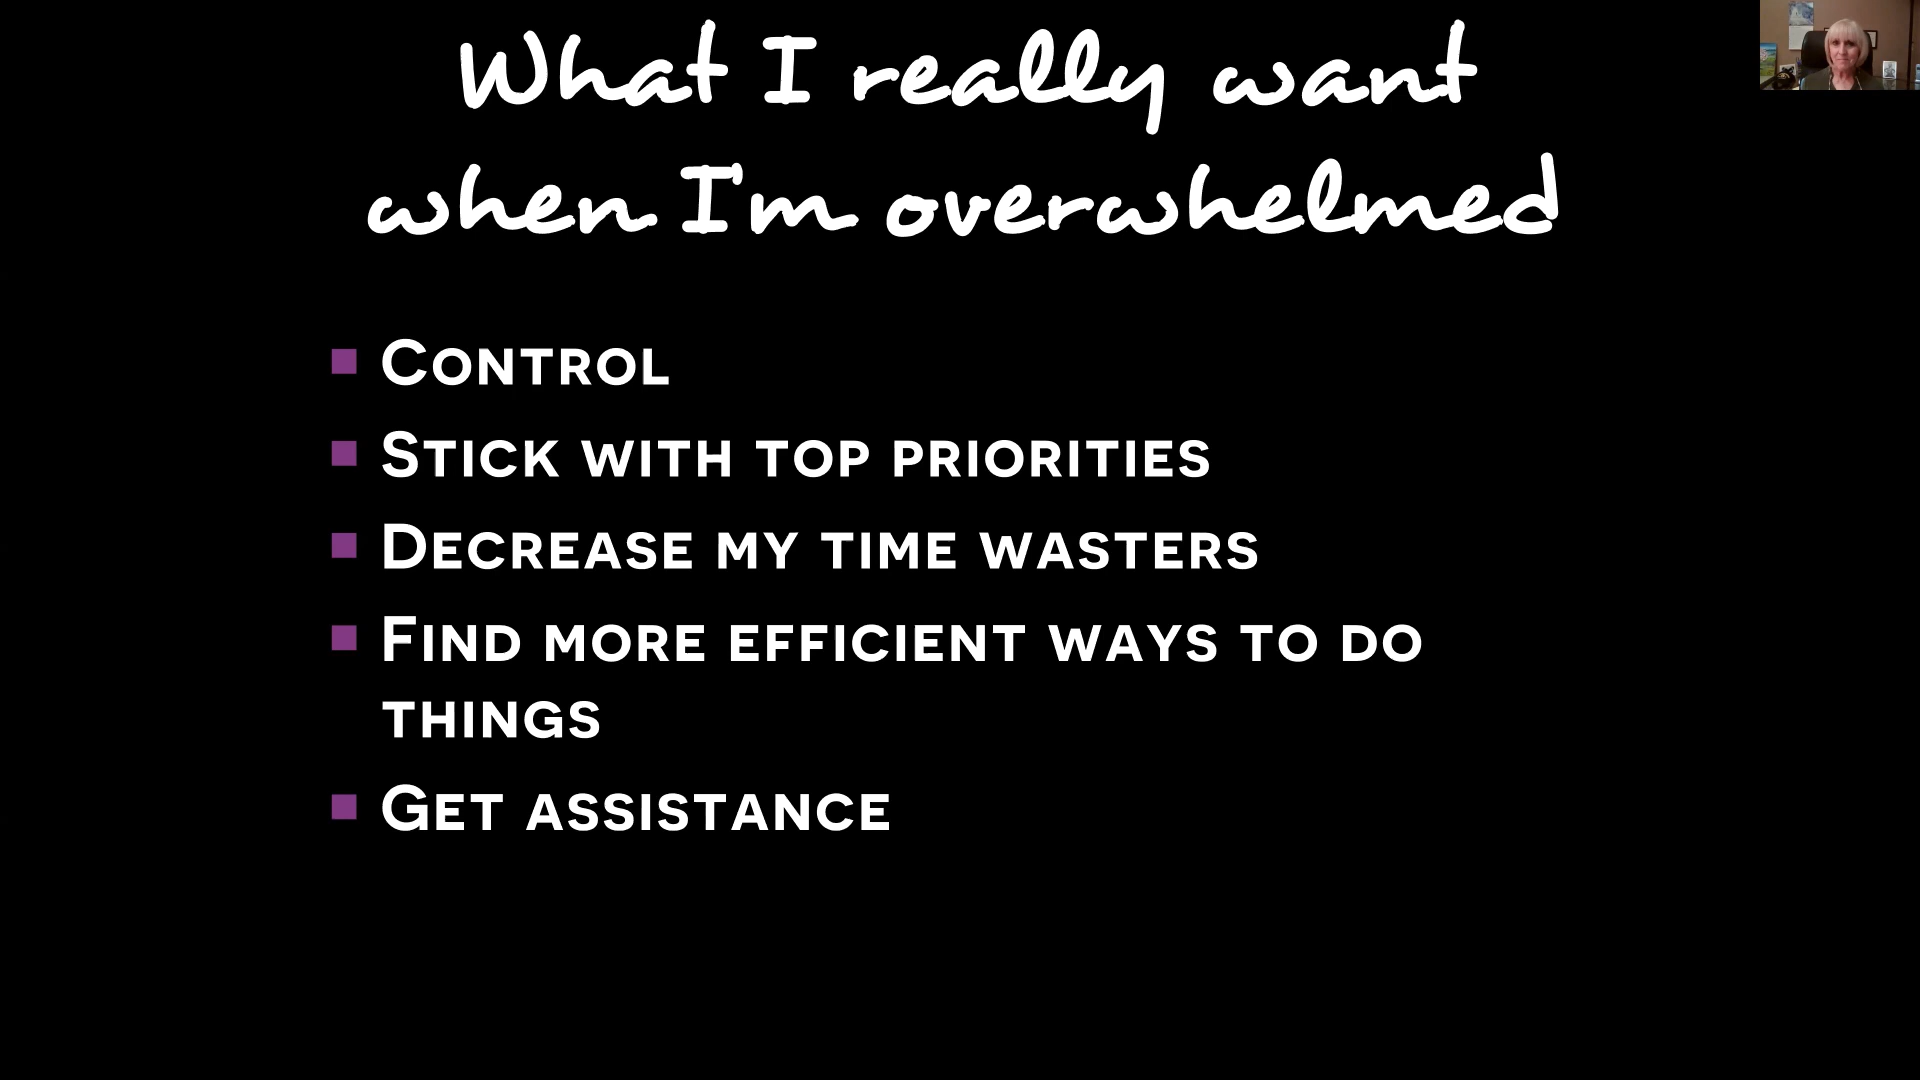 What I really want
when I'm overwhelmed
Control
Stick with top priorities
Decrease my time wasters
Find more efficient ways to do
things
Get assistance